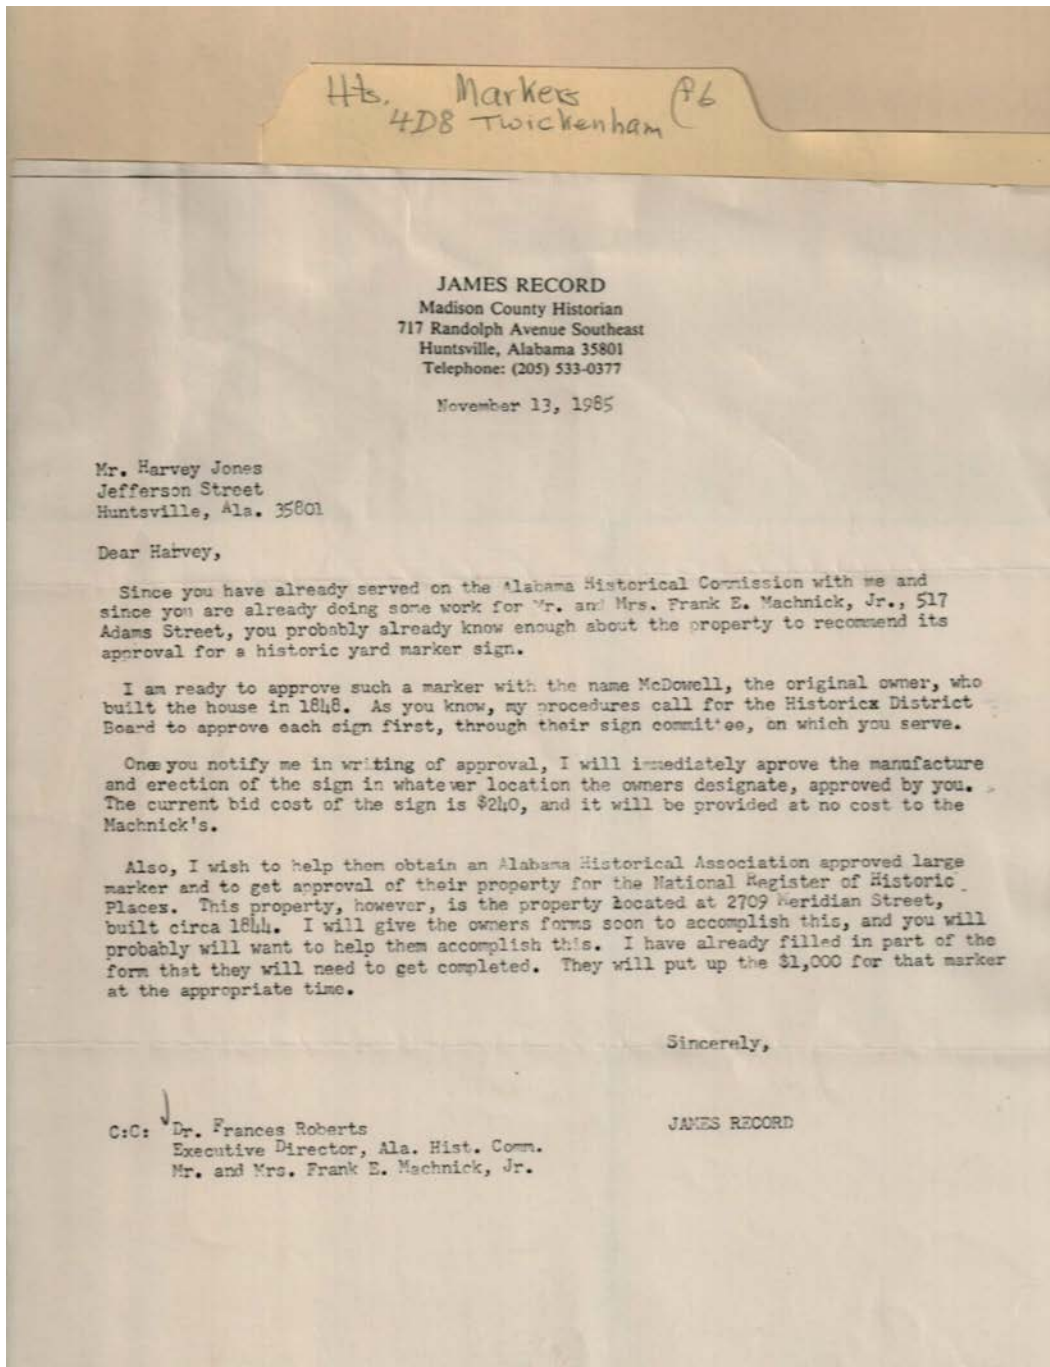 Hts. Markers P6
4D8 Twickenham
JAMES RECORD
Madison County Historian
717 Randolph Avenue Southeast
Huntsville, Alabama 35801
Telephone: (205) 533-0377
November 13, 1985
Mr. Harvey Jones
Jefferson Street
Huntsville, Ala. 35801
Dear Harvey,
Since you have already served on the Alabama Historical Commission with me and
since you are already doing some work for Mr. and Mrs. Frank E. Machnick, Jr., 517
Adams Street, you probably already know enough about the property to recommend its
approval for a historic yard marker sign.
I am ready to approve such a marker with the name McDowell, the original owner, who
built the house in 1848. As you know, my procedures call for the Historicx District
Board to approve each sign first, through their sign committee, on which you serve.
One you notify me in writing of approval, I will immediately aprove the manufacture
and erection of the sign in whatever location the owners designate, approved by you.
The current bid cost of the sign is $240, and it will be provided at no cost to the
Machnick's.
Also, I wish to help them obtain an Alabama Historical Association approved large
marker and to get approval of their property for the National Register of Historic
Places. This property, however, is the property located at 2709 Meridian Street,
built circa 1844. I will give the owners forms soon to accomplish this, and you will
probably will want to help them accomplish this. I have already filled in part of the
form that they will need to get completed. They will put up the $1,000 for that marker
at the appropriate time.
Sincerely,
JAMES RECORD
C:C: Dr. Frances Roberts
Executive Director, Ala. Hist. Comm.
Mr. and Mrs. Frank E. Machnick, Jr.